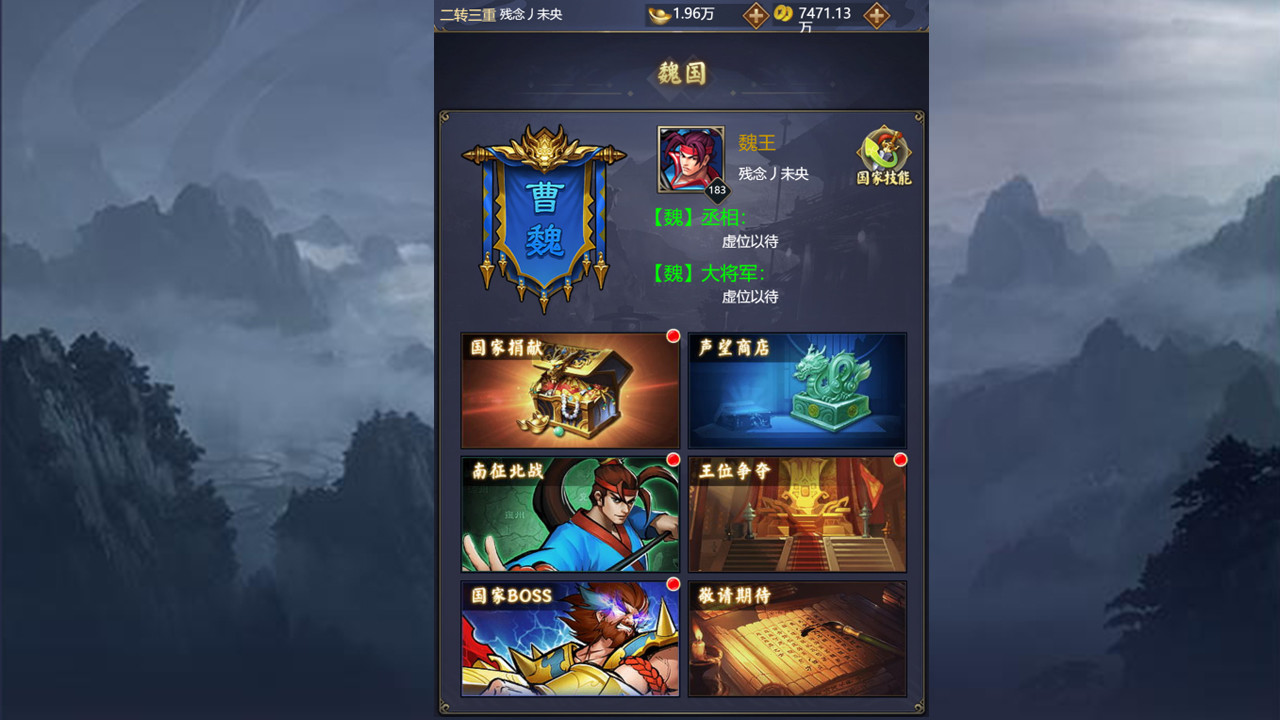 二转三重 残念丿未央
1.96万
7471.13万
魏国
曹魏
魏王
残念丿未央
183
国家技能
【魏】丞相:
虚位以待
【魏】大将军:
虚位以待
国家捐献
声望商店
南征北战
王位争夺
国家BOSS
敬请期待